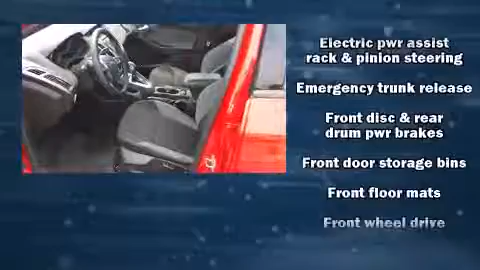 Electric pwr assist
rack & pinion steering
Emergency trunk release
Front disc & rear
drum pwr brakes
Front door storage bins
Front floor mats
Front wheel drive